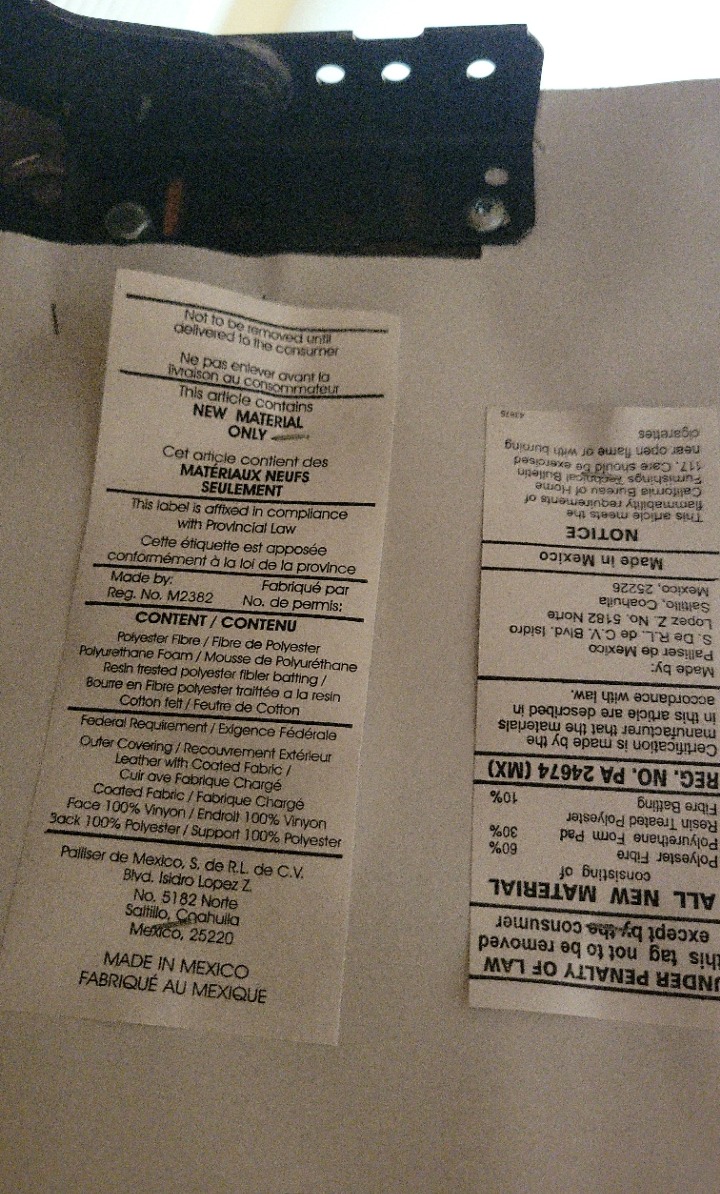 Not to be removed until
delivered to the consumer
Ne pas enlever avant la
livraison au consommateur
This article contains
NEW MATERIAL
ONLY
Cet article contient des
MATÉRIAUX NEUFS
SEULEMENT
This label is affixed in compliance
with Provincial Law
Cette étiquette est apposée
conformément à la loi de la province
Made by: Fabriqué par
Reg. No. M2382 No. de permis:
CONTENT / CONTENU
Polyester Fibre / Fibre de Polyester
Polyurethane Foam / Mousse de Polyuréthane
Resin treated polyester fibler batting /
Bourre en Fibre polyester traittée a la resin
Cotton felt / Feutre de Cotton
Federal Requirement / Exigence Fédérale
Outer Covering / Recouvrement Extérieur
Leather with Coated Fabric /
Cuir ave Fabrique Chargé
Coated Fabric / Fabrique Chargé
Face 100% Vinyon / Endroit 100% Vinyon
Back 100% Polyester / Support 100% Polyester
Palliser de Mexico, S. de R.L. de C.V.
Blvd. Isidro Lopez Z.
No. 5182 Norte
Saltillo, Coahuila
Mexico, 25220
MADE IN MEXICO
FABRIQUÉ AU MEXIQUE
UNDER PENALTY OF LAW
this tag not to be removed
except by the consumer
ALL NEW MATERIAL
consisting of
Polyester Fibre 60%
Polyurethane Form Pad 30%
Resin Treated Polyester
Fibre Batting 10%
REG. NO. PA 24674 (MX)
Certification is made by the
manufacturer that the materials
in this article are described in
accordance with law.
Made by:
Palliser de Mexico
S. De R.L. de C.V. Blvd. Isidro
Lopez Z. No. 5182 Norte
Saltillo, Coahuila
Mexico, 25226
Made in Mexico
NOTICE
This article meets the
flammability requirements of
California Bureau of Home
Furnishings Technical Bulletin
117. Care should be exercised
near open flame or with burning
cigarettes